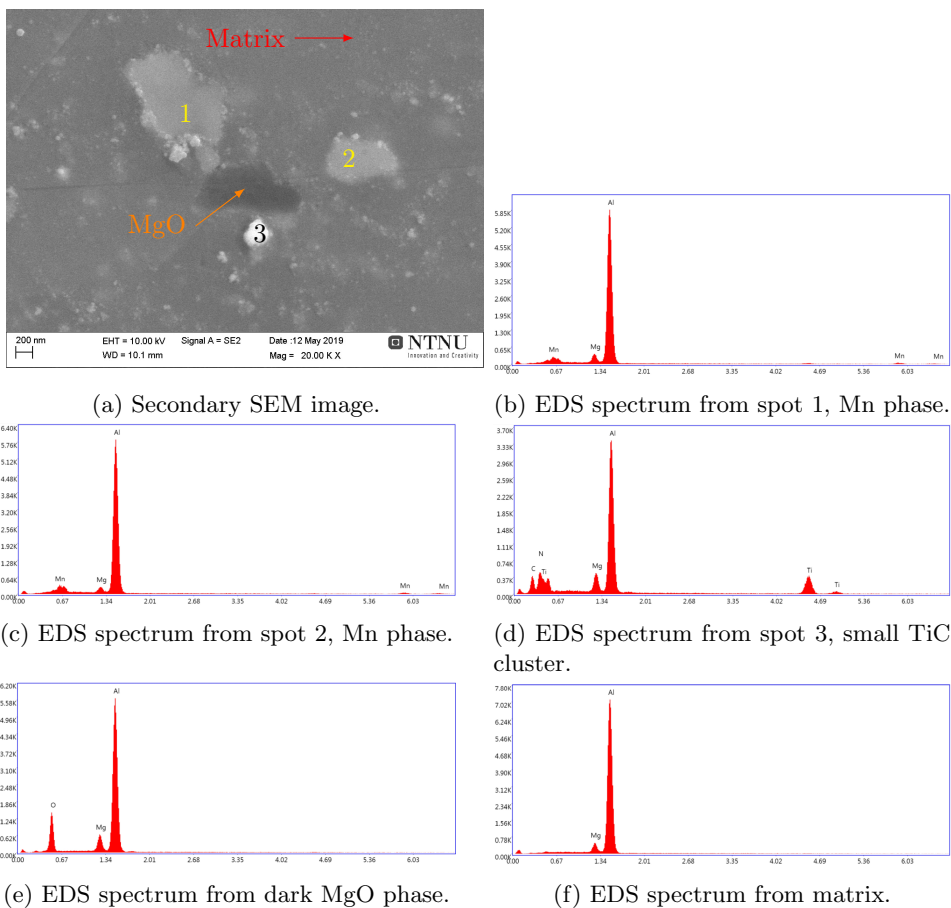 Matrix
1
2
MgO
3
200 nm
EHT = 10.00 kV
Signal A = SE2
Date :12 May 2019
WD = 10.1 mm
Mag = 20.00 K X
NTNU
Innovation and Creativity
(a) Secondary SEM image.
Al
5.85K
5.20K
4.55K
3.90K
3.25K
2.60K
1.95K
1.30K
0.65K
0.00K
Mn
Mg
Mn
Mn
0.00 0.67 1.34 2.01 2.68 3.35 4.02 4.69 5.36 6.03
(b) EDS spectrum from spot 1, Mn phase.
6.40K
5.76K
5.12K
4.48K
3.84K
3.20K
2.56K
1.92K
1.28K
0.64K
0.00K
Al
Mn
Mg
Mn
Mn
0.00 0.67 1.34 2.01 2.68 3.35 4.02 4.69 5.36 6.03
(c) EDS spectrum from spot 2, Mn phase.
3.70K
3.33K
2.96K
2.59K
2.22K
1.85K
1.48K
1.11K
0.74K
0.37K
0.00K
Al
N
C
Ti
Mg
Ti
Ti
0.00 0.67 1.34 2.01 2.68 3.35 4.02 4.69 5.36 6.03
(d) EDS spectrum from spot 3, small TiC
cluster.
6.20K
5.58K
4.96K
4.34K
3.72K
3.10K
2.48K
1.86K
1.24K
0.62K
0.00K
Al
O
Mg
0.00 0.67 1.34 2.01 2.68 3.35 4.02 4.69 5.36 6.03
(e) EDS spectrum from dark MgO phase.
7.80K
7.02K
6.24K
5.46K
4.68K
3.90K
3.12K
2.34K
1.56K
0.78K
0.00K
Al
Mg
0.00 0.67 1.34 2.01 2.68 3.35 4.02 4.69 5.36 6.03
(f) EDS spectrum from matrix.